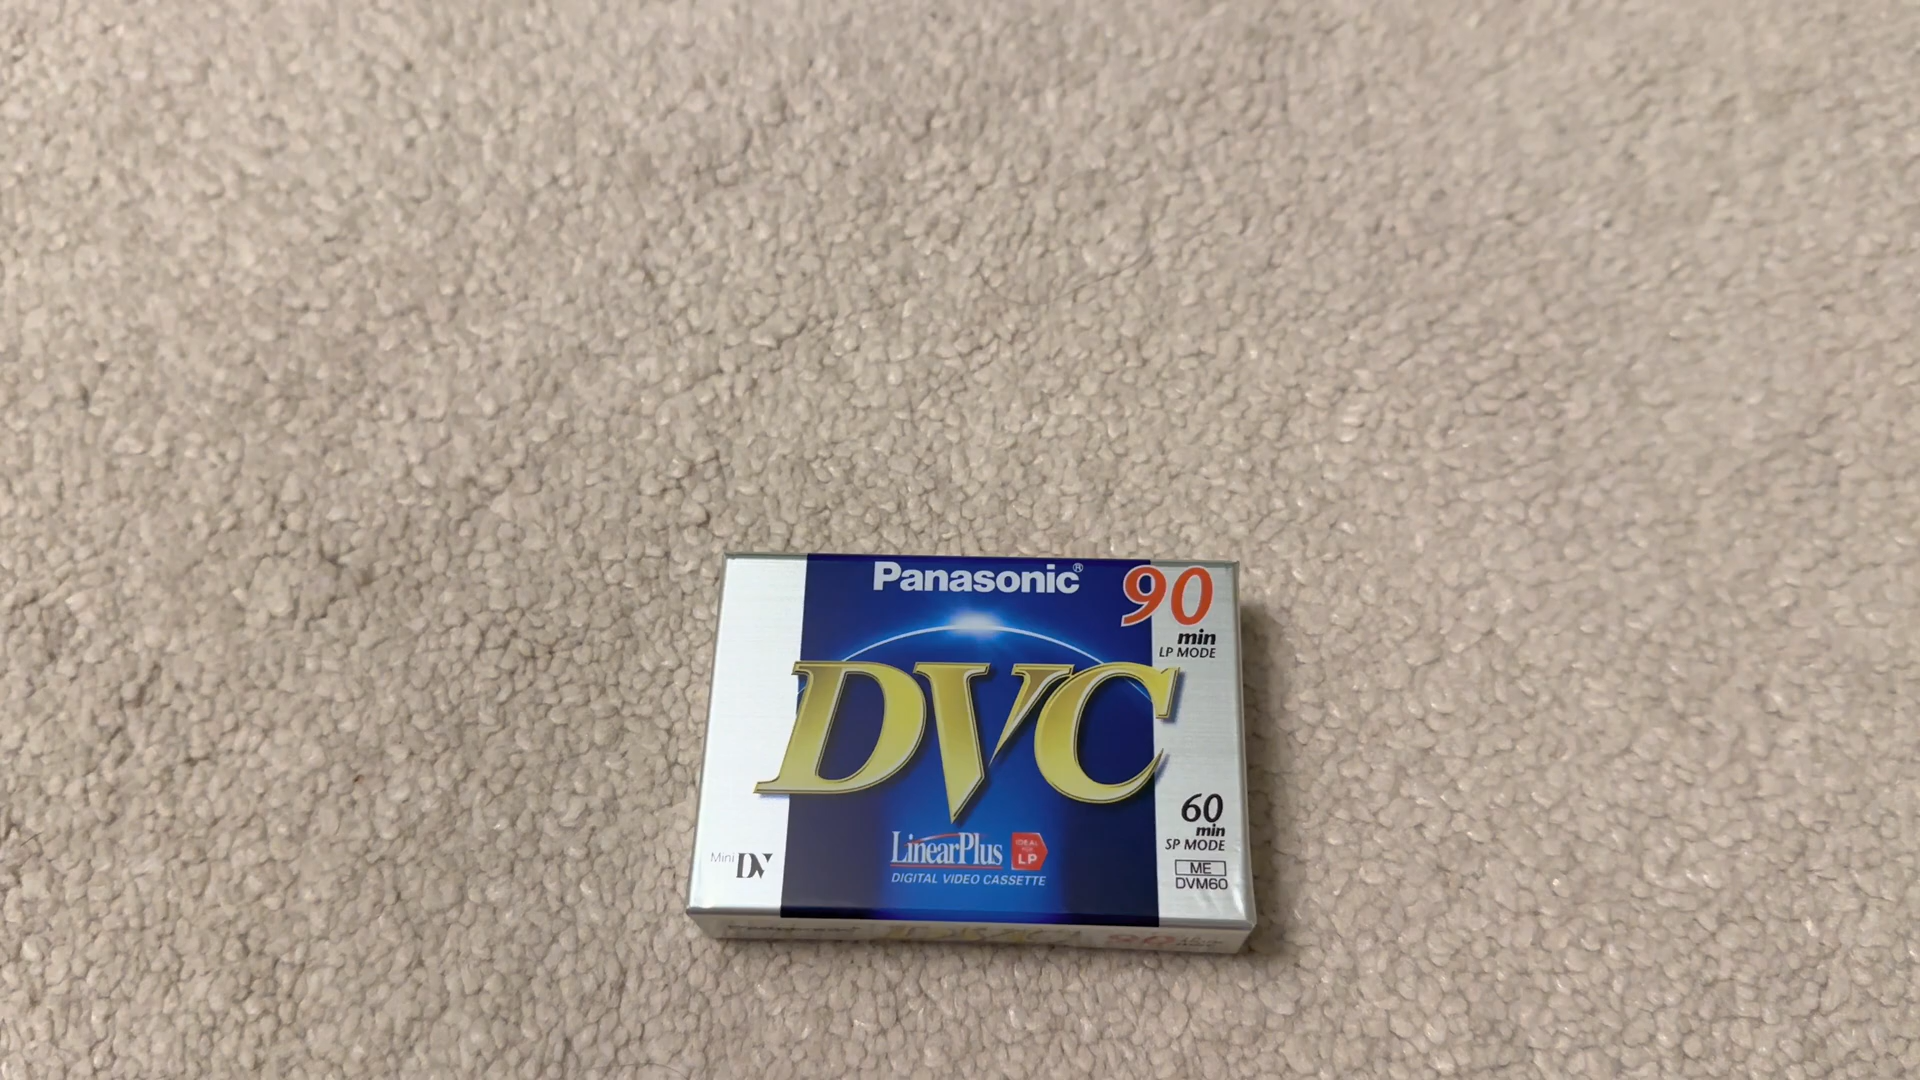 Panasonic®
90
min
LP MODE
DVC
60
min
SP MODE
LinearPlus
IDEAL
FOR
LP
DIGITAL VIDEO CASSETTE
Mini DV
ME
DVM60
90